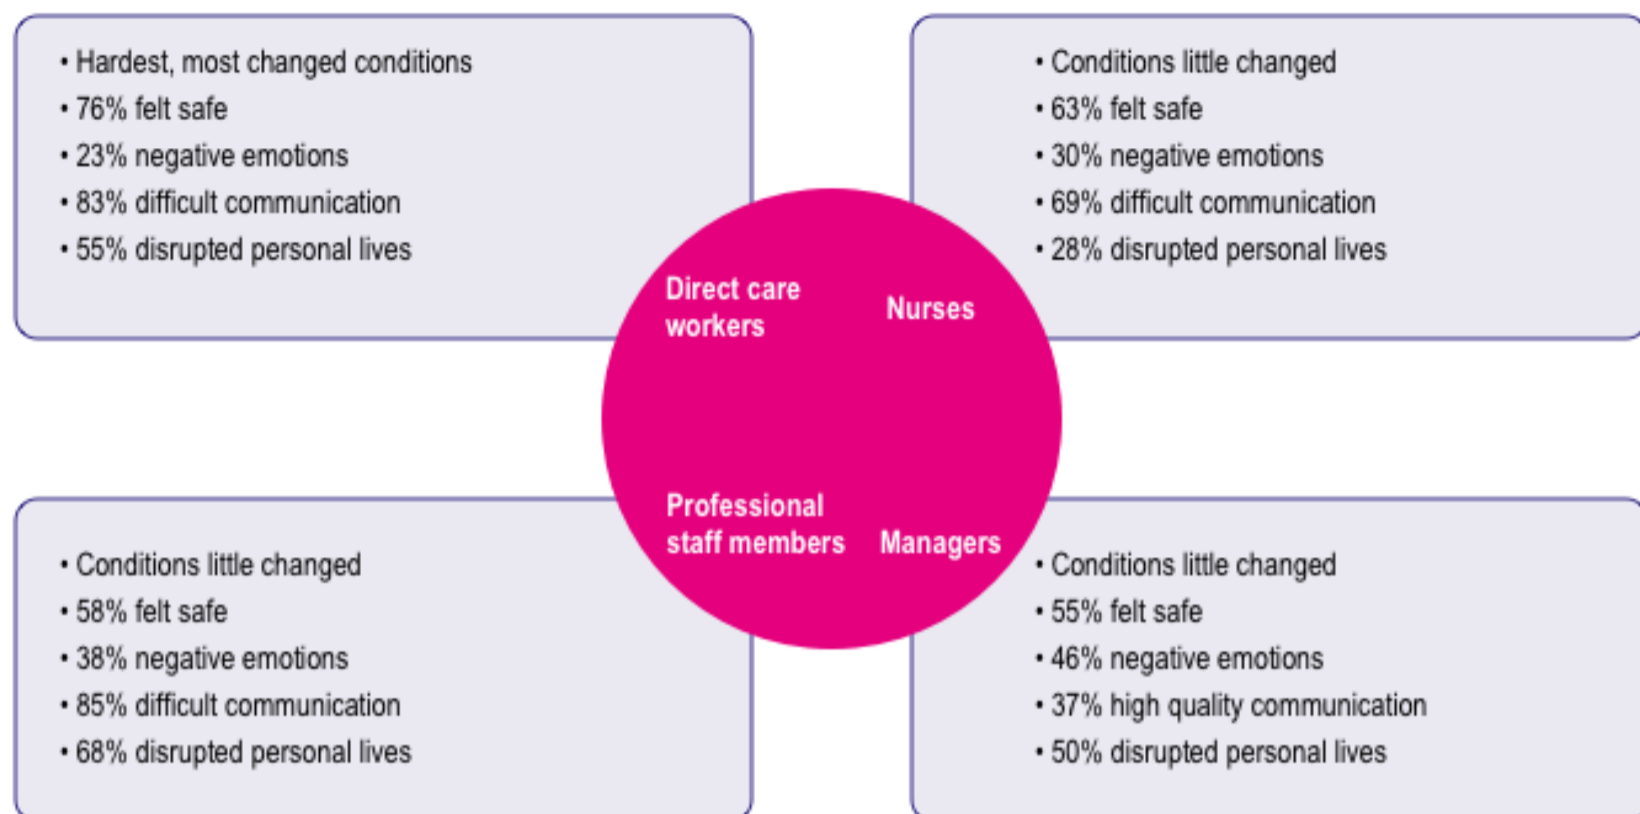 • Hardest, most changed conditions
• 76% felt safe
• 23% negative emotions
• 83% difficult communication
• 55% disrupted personal lives
• Conditions little changed
• 63% felt safe
• 30% negative emotions
• 69% difficult communication
• 28% disrupted personal lives
Direct care
workers
Nurses
Professional
staff members
Managers
• Conditions little changed
• 58% felt safe
• 38% negative emotions
• 85% difficult communication
• 68% disrupted personal lives
• Conditions little changed
• 55% felt safe
• 46% negative emotions
• 37% high quality communication
• 50% disrupted personal lives